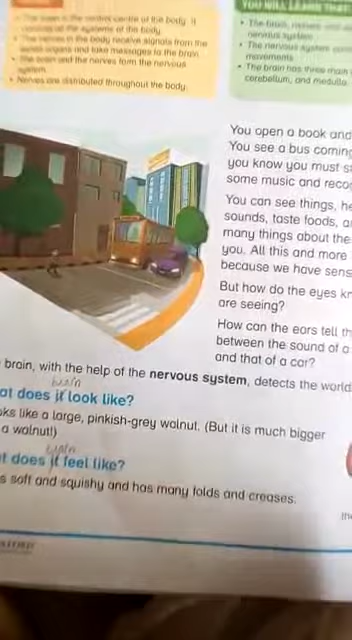 The brain is the control centre of the body. It
controls all the systems of the body.
The nerves in the body receive signals from the
sense organs and take messages to the brain.
The brain and the nerves form the nervous
system.
Nerves are distributed throughout the body.
YOU WILL LEARN THAT
The brain, nerves
nervous system
The nervous system
movements
The brain has three main
cerebellum, and medulla.
You open a book and
You see a bus coming
you know you must
some music and
You can see things,
sounds, taste foods,
many things about the
you. All this and more
because we have
But how do the eyes
are seeing?
How can the ears tell
between the sound of a
and that of a car?
brain, with the help of the nervous system, detects the world
brain
does it look like?
like a large, pinkish-grey walnut. (But it is much bigger
a walnut!)
brain
does it feel like?
soft and squishy and has many folds and creases.